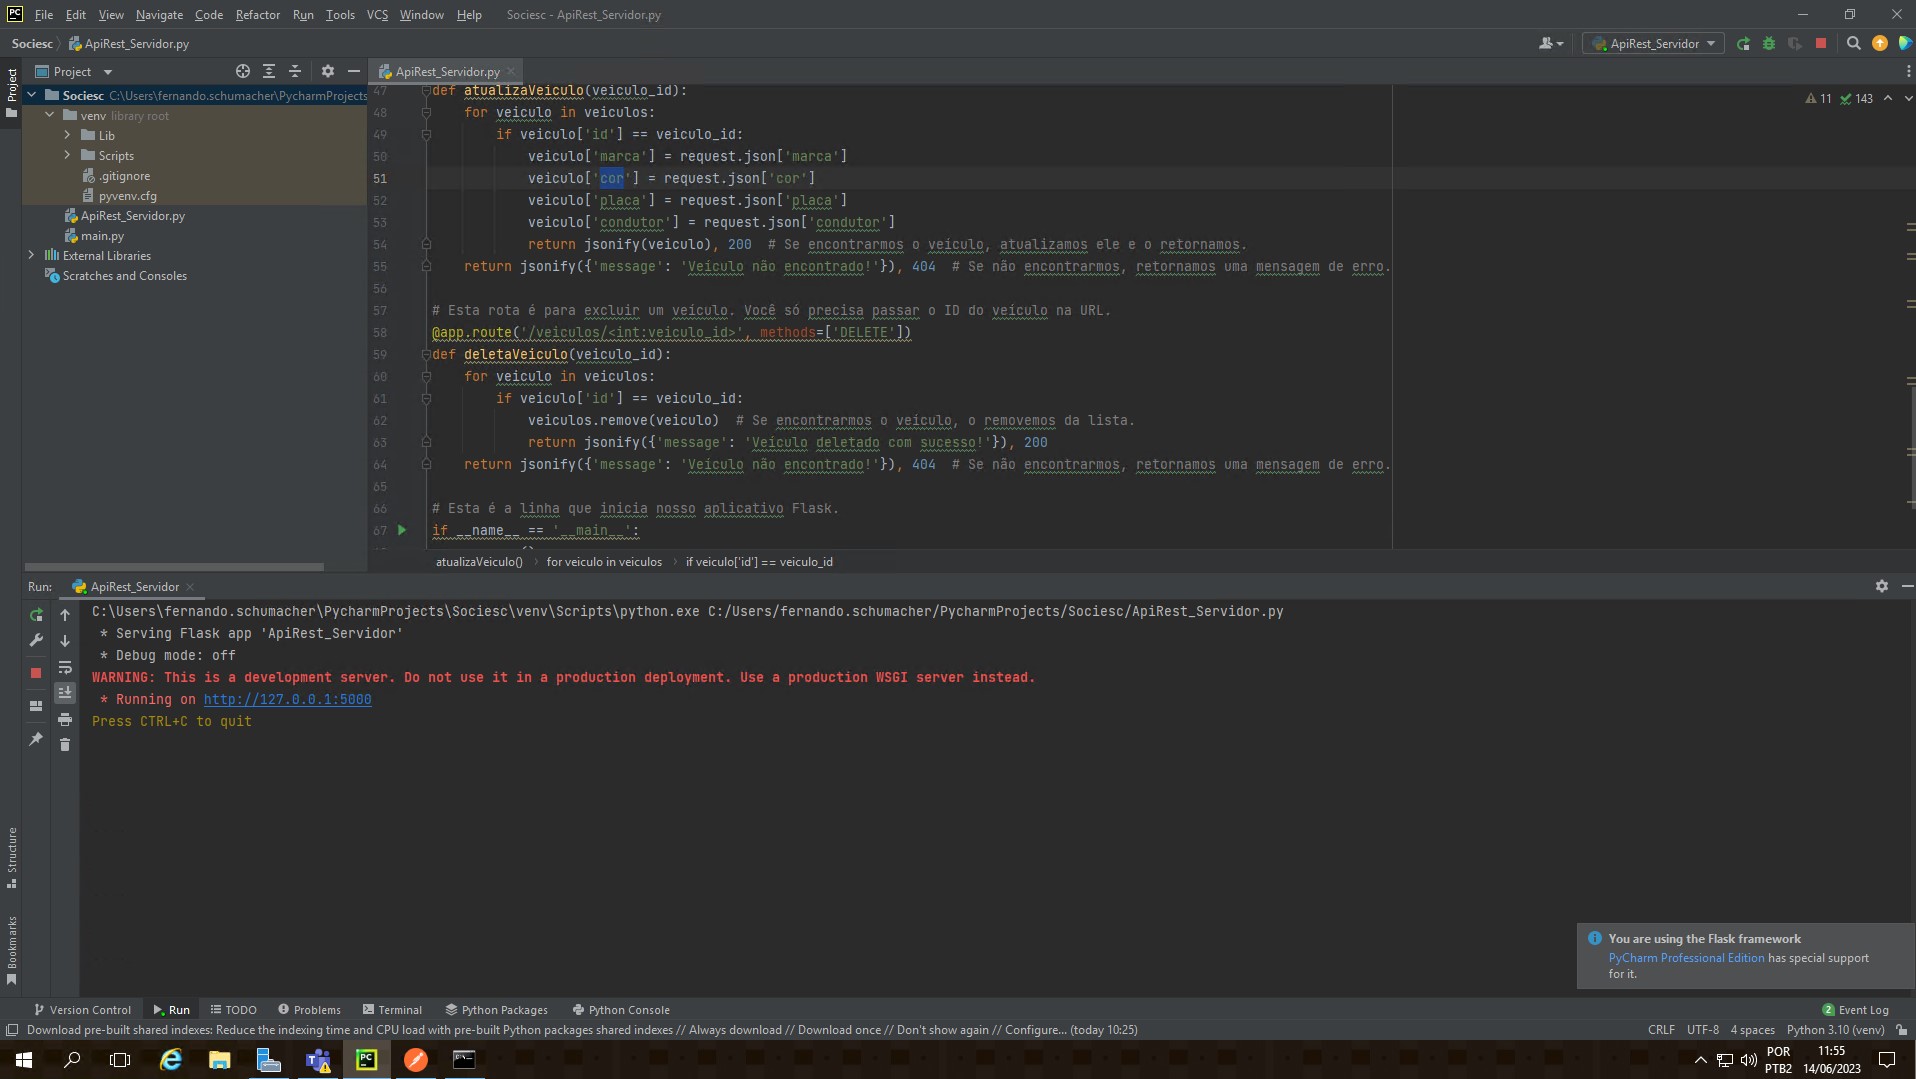 PC File Edit View Navigate Code Refactor Run Tools VCS Window Help Sociesc - ApiRest_Servidor.py
Sociesc ApiRest_Servidor.py ApiRest_Servidor
Project
Project ApiRest_Servidor.py
Sociesc C:\Users\fernando.schumacher\PycharmProjects
venv library root
Lib
Scripts
.gitignore
pyvenv.cfg
ApiRest_Servidor.py
main.py
External Libraries
Scratches and Consoles
11 143
47 def atualizaVeiculo(veiculo_id):
48 for veiculo in veiculos:
49 if veiculo['id'] == veiculo_id:
50 veiculo['marca'] = request.json['marca']
51 veiculo['cor'] = request.json['cor']
52 veiculo['placa'] = request.json['placa']
53 veiculo['condutor'] = request.json['condutor']
54 return jsonify(veiculo), 200 # Se encontrarmos o veículo, atualizamos ele e o retornamos.
55 return jsonify({'message': 'Veículo não encontrado!'}), 404 # Se não encontrarmos, retornamos uma mensagem de erro.
56
57 # Esta rota é para excluir um veículo. Você só precisa passar o ID do veículo na URL.
58 @app.route('/veiculos/<int:veiculo_id>', methods=['DELETE'])
59 def deletaVeiculo(veiculo_id):
60 for veiculo in veiculos:
61 if veiculo['id'] == veiculo_id:
62 veiculos.remove(veiculo) # Se encontrarmos o veículo, o removemos da lista.
63 return jsonify({'message': 'Veículo deletado com sucesso!'}), 200
64 return jsonify({'message': 'Veículo não encontrado!'}), 404 # Se não encontrarmos, retornamos uma mensagem de erro.
65
66 # Esta é a linha que inicia nosso aplicativo Flask.
67 if __name__ == '__main__':
atualizaVeiculo() for veiculo in veiculos if veiculo['id'] == veiculo_id
Run: ApiRest_Servidor
C:\Users\fernando.schumacher\PycharmProjects\Sociesc\venv\Scripts\python.exe C:/Users/fernando.schumacher/PycharmProjects/Sociesc/ApiRest_Servidor.py
* Serving Flask app 'ApiRest_Servidor'
* Debug mode: off
WARNING: This is a development server. Do not use it in a production deployment. Use a production WSGI server instead.
* Running on http://127.0.0.1:5000
Press CTRL+C to quit
Structure
Bookmarks
You are using the Flask framework
PyCharm Professional Edition has special support
for it.
Version Control Run TODO Problems Terminal Python Packages Python Console 2 Event Log
Download pre-built shared indexes: Reduce the indexing time and CPU load with pre-built Python packages shared indexes // Always download // Download once // Don't show again // Configure... (today 10:25) CRLF UTF-8 4 spaces Python 3.10 (venv)
PC
POR 11:55
PTB2 14/06/2023